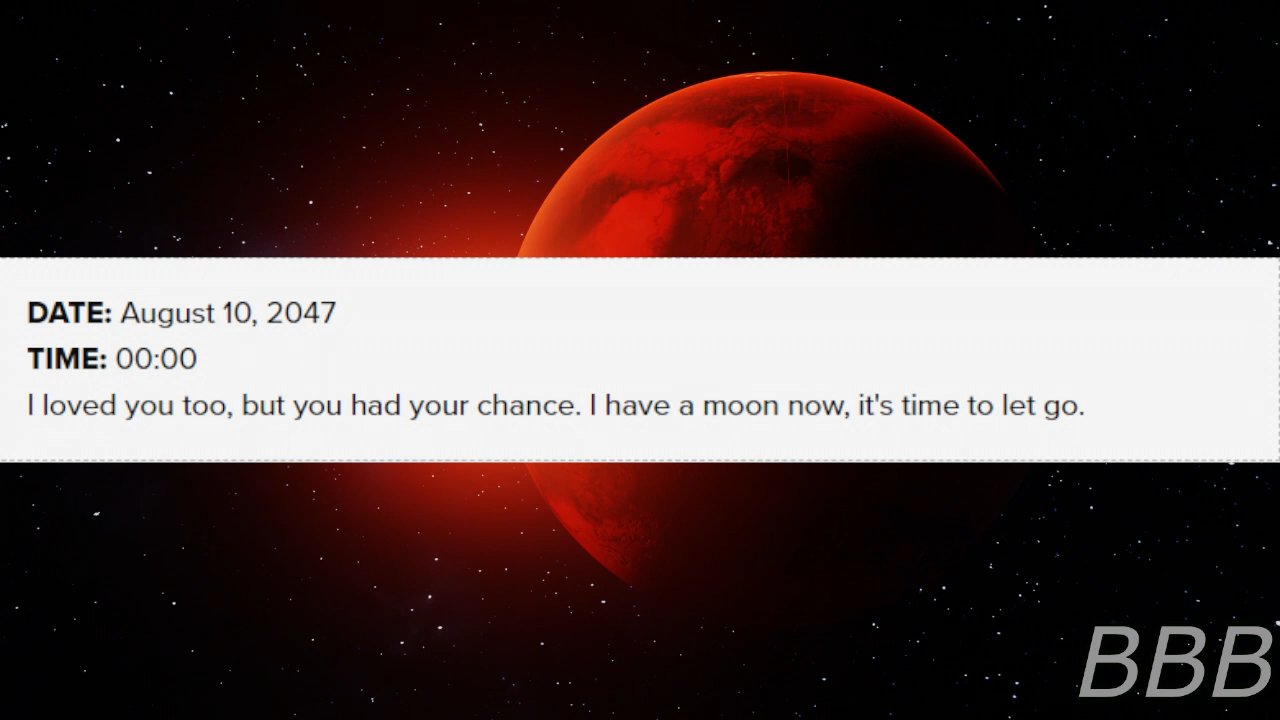 DATE: August 10, 2047
TIME: 00:00
I loved you too, but you had your chance. I have a moon now, it's time to let go.
BBB